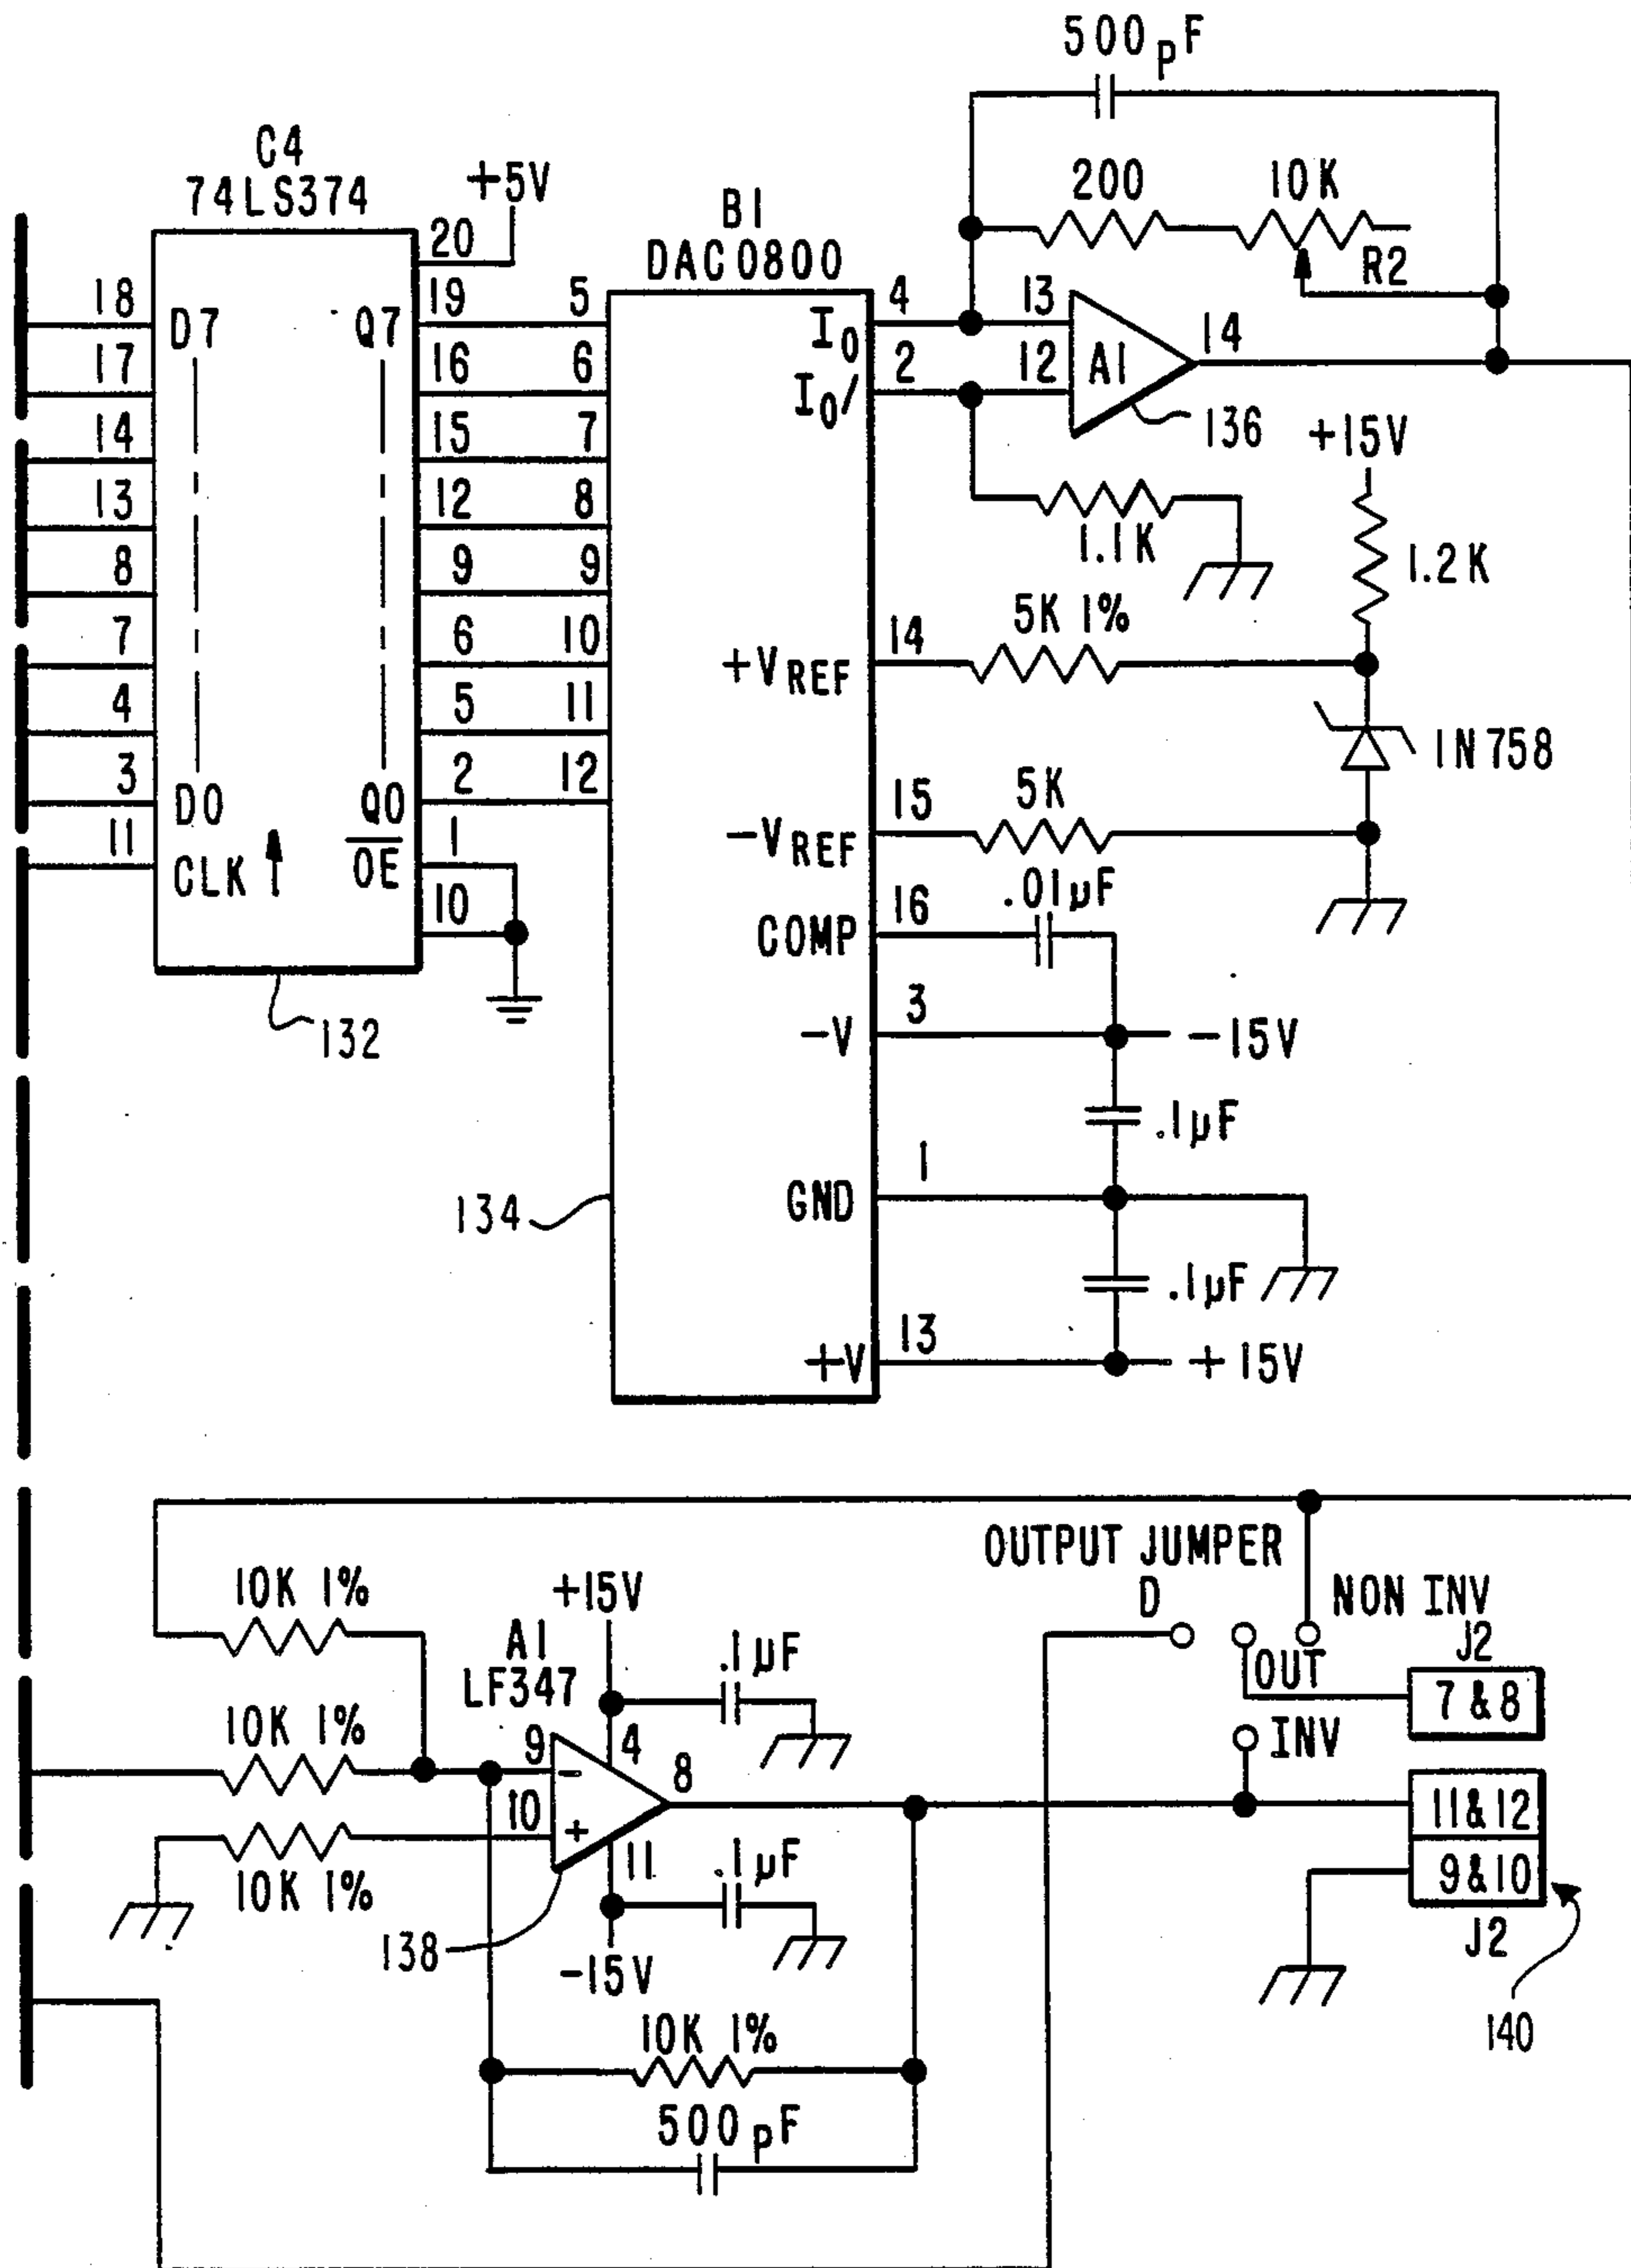 500pF
C4
74LS374
+5V
200
10K
R2
B1
DAC0800
20
18
D7
Q7
19
5
17
16
6
14
15
7
13
12
8
8
9
9
7
6
10
4
5
11
3
D0
Q0
2
12
11
CLK
OE
1
10
132
134
I0
4
13
I0/
2
12
A1
14
136
+15V
1.1K
1.2K
+VREF
14
5K 1%
1N758
-VREF
15
5K
COMP
16
.01µF
-V
3
-15V
.1µF
GND
1
.1µF
+V
13
+15V
OUTPUT JUMPER
D
NON INV
OUT
J2
7&8
INV
11&12
9&10
J2
140
10K 1%
10K 1%
10K 1%
A1
LF347
+15V
.1µF
9
-
4
8
10
+
11
.1µF
-15V
138
10K 1%
500pF